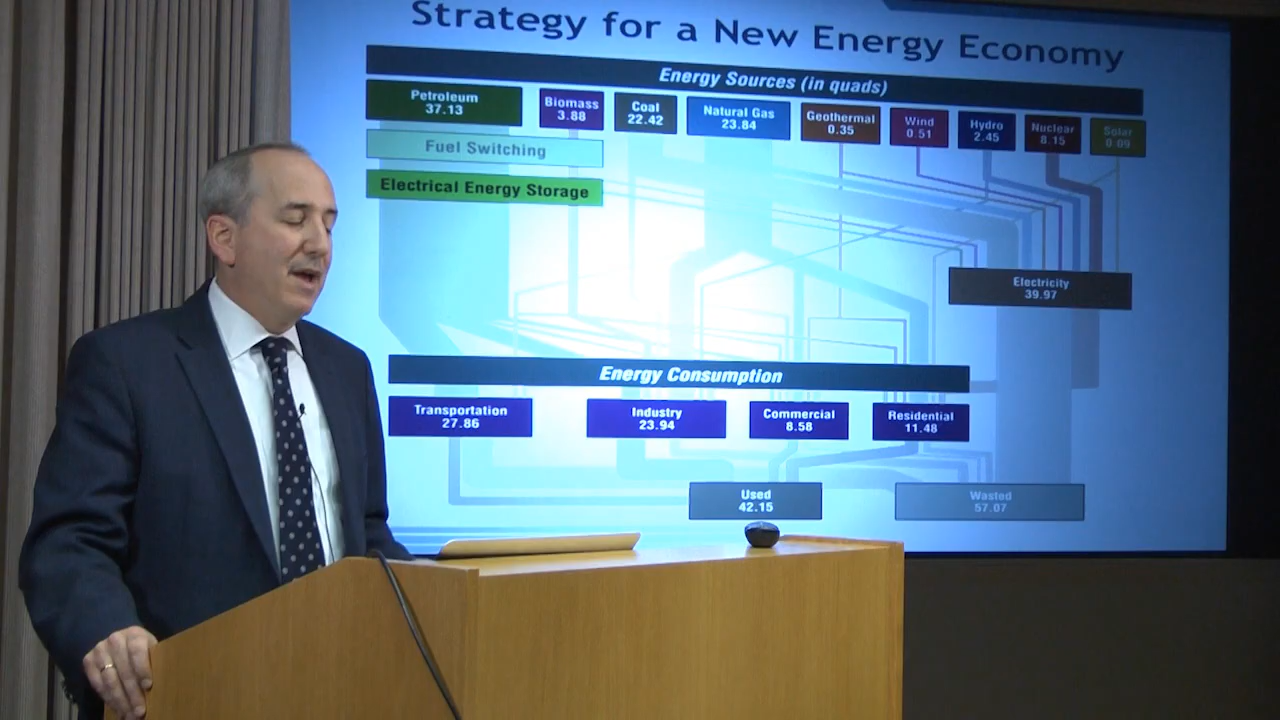 Strategy for a New Energy Economy
Energy Sources (in quads)
Petroleum
37.13
Biomass
3.88
Coal
22.42
Natural Gas
23.84
Geothermal
0.35
Wind
0.51
Hydro
2.45
Nuclear
8.15
Solar
0.09
Fuel Switching
Electrical Energy Storage
Electricity
39.97
Energy Consumption
Transportation
27.86
Industry
23.94
Commercial
8.58
Residential
11.48
Used
42.15
Wasted
57.07